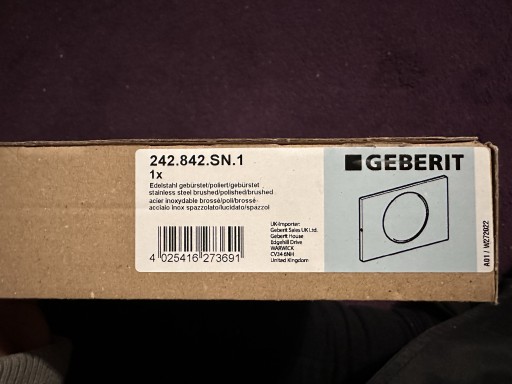 242.842.SN.1
1x
Edelstahl gebürstet/poliert/gebürstet
stainless steel brushed/polished/brushed
acier inoxydable brossé/poli/brossé
acciaio inox spazzolato/lucidato/spazzol
4 025416 273691
UK-Importer:
Geberit Sales UK Ltd.
Geberit House
Edgehill Drive
WARWICK
CV34 6NH
United Kingdom
GEBERIT
A01 / W272922